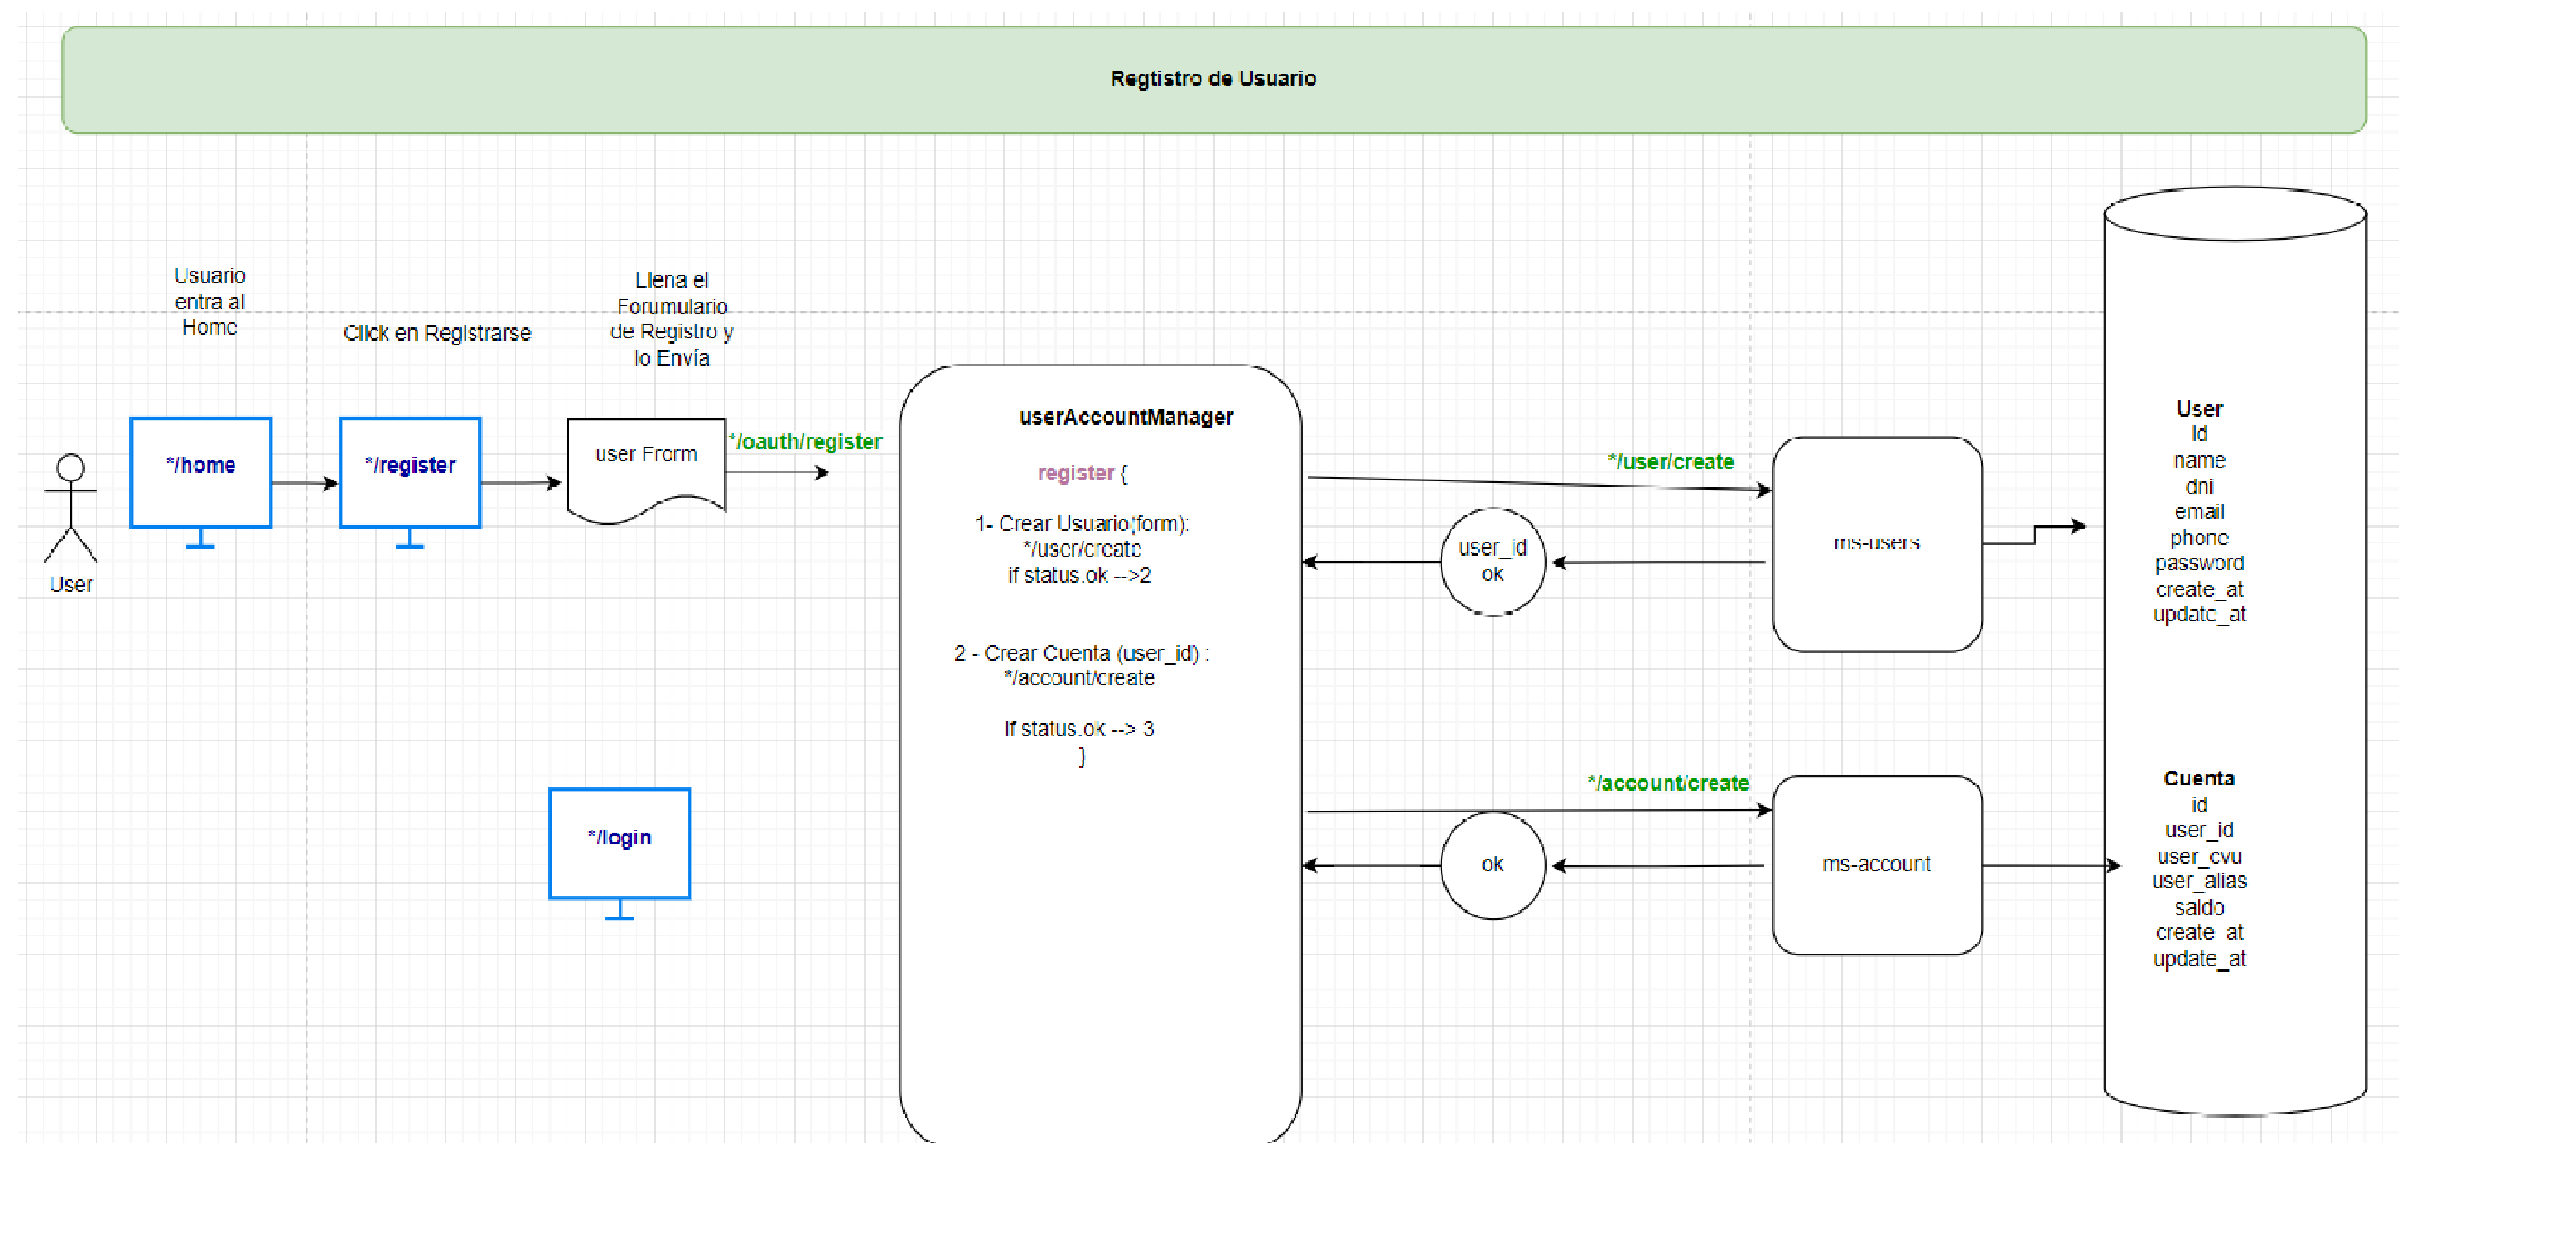 Regtistro de Usuario
Usuario
entra al
Home
Click en Registrarse
Llena el
Forumulario
de Registro y
lo Envía
*/home
*/register
user Frorm
*/oauth/register
User
*/login
userAccountManager
register {
1- Crear Usuario(form):
*/user/create
if status.ok -->2
2 - Crear Cuenta (user_id) :
*/account/create
if status.ok --> 3
}
*/user/create
user_id
ok
ms-users
*/account/create
ok
ms-account
User
id
name
dni
email
phone
password
create_at
update_at
Cuenta
id
user_id
user_cvu
user_alias
saldo
create_at
update_at